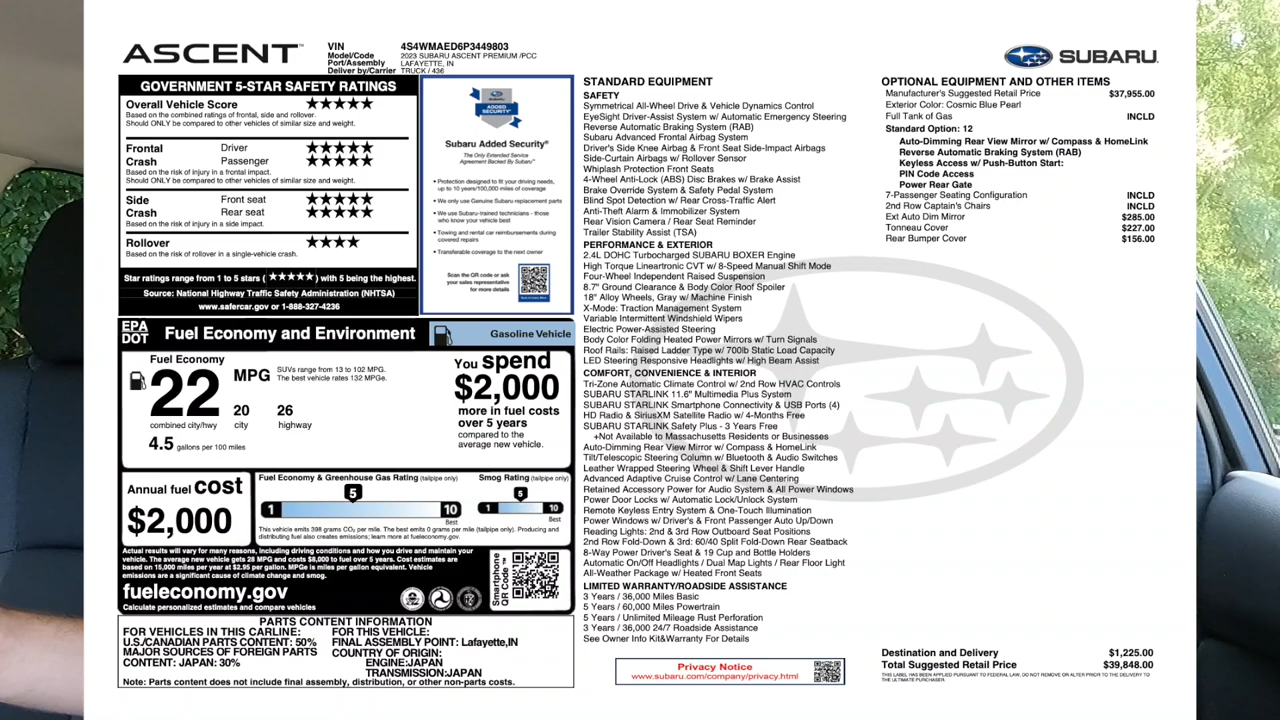 ASCENT™
VIN 4S4WMAED6P3449803
Model/Code 2023 SUBARU ASCENT PREMIUM /PCC
Port/Assembly LAFAYETTE, IN
Deliver by/Carrier TRUCK / 436
SUBARU
GOVERNMENT 5-STAR SAFETY RATINGS
Overall Vehicle Score ★★★★★
Based on the combined ratings of frontal, side and rollover.
Should ONLY be compared to other vehicles of similar size and weight.
Frontal Driver ★★★★★
Crash Passenger ★★★★★
Based on the risk of injury in a frontal impact.
Should ONLY be compared to other vehicles of similar size and weight.
Side Front seat ★★★★★
Crash Rear seat ★★★★★
Based on the risk of injury in a side impact.
Rollover ★★★★
Based on the risk of rollover in a single-vehicle crash.
Star ratings range from 1 to 5 stars ( ★★★★★ ) with 5 being the highest.
Source: National Highway Traffic Safety Administration (NHTSA)
www.safercar.gov or 1-888-327-4236
SUBARU
ADDED
SECURITY
Subaru Added Security®
The Only Extended Service
Agreement Backed By Subaru
• Protection designed to fit your driving needs,
up to 10 years/100,000 miles of coverage
• We only use Genuine Subaru replacement parts
• We use Subaru-trained technicians - those
who know your vehicle best
• Towing and rental car reimbursements during
covered repairs
• Transferable coverage to the next owner
Scan the QR code or ask
your sales representative
for more details
EPA
DOT
Fuel Economy and Environment
Gasoline Vehicle
Fuel Economy
22 MPG
SUVs range from 13 to 102 MPG.
The best vehicle rates 132 MPGe.
20 26
combined city/hwy city highway
4.5 gallons per 100 miles
You spend
$2,000
more in fuel costs
over 5 years
compared to the
average new vehicle.
Annual fuel cost
$2,000
Fuel Economy & Greenhouse Gas Rating (tailpipe only)
5
1 10
Best
Smog Rating (tailpipe only)
5
1 10
Best
This vehicle emits 398 grams CO₂ per mile. The best emits 0 grams per mile (tailpipe only). Producing and
distributing fuel also creates emissions; learn more at fueleconomy.gov.
Actual results will vary for many reasons, including driving conditions and how you drive and maintain your
vehicle. The average new vehicle gets 28 MPG and costs $8,000 to fuel over 5 years. Cost estimates are
based on 15,000 miles per year at $2.95 per gallon. MPGe is miles per gallon equivalent. Vehicle
emissions are a significant cause of climate change and smog.
fueleconomy.gov
Calculate personalized estimates and compare vehicles
Smartphone
QR Code™
PARTS CONTENT INFORMATION
FOR VEHICLES IN THIS CARLINE:
U.S./CANADIAN PARTS CONTENT: 50%
MAJOR SOURCES OF FOREIGN PARTS
CONTENT: JAPAN: 30%
FOR THIS VEHICLE:
FINAL ASSEMBLY POINT: Lafayette,IN
COUNTRY OF ORIGIN:
ENGINE:JAPAN
TRANSMISSION:JAPAN
Note: Parts content does not include final assembly, distribution, or other non-parts costs.
STANDARD EQUIPMENT
SAFETY
Symmetrical All-Wheel Drive & Vehicle Dynamics Control
EyeSight Driver-Assist System w/ Automatic Emergency Steering
Reverse Automatic Braking System (RAB)
Subaru Advanced Frontal Airbag System
Driver's Side Knee Airbag & Front Seat Side-Impact Airbags
Side-Curtain Airbags w/ Rollover Sensor
Whiplash Protection Front Seats
4-Wheel Anti-Lock (ABS) Disc Brakes w/ Brake Assist
Brake Override System & Safety Pedal System
Blind Spot Detection w/ Rear Cross-Traffic Alert
Anti-Theft Alarm & Immobilizer System
Rear Vision Camera / Rear Seat Reminder
Trailer Stability Assist (TSA)
PERFORMANCE & EXTERIOR
2.4L DOHC Turbocharged SUBARU BOXER Engine
High Torque Lineartronic CVT w/ 8-Speed Manual Shift Mode
Four-Wheel Independent Raised Suspension
8.7" Ground Clearance & Body Color Roof Spoiler
18" Alloy Wheels, Gray w/ Machine Finish
X-Mode: Traction Management System
Variable Intermittent Windshield Wipers
Electric Power-Assisted Steering
Body Color Folding Heated Power Mirrors w/ Turn Signals
Roof Rails: Raised Ladder Type w/ 700lb Static Load Capacity
LED Steering Responsive Headlights w/ High Beam Assist
COMFORT, CONVENIENCE & INTERIOR
Tri-Zone Automatic Climate Control w/ 2nd Row HVAC Controls
SUBARU STARLINK 11.6" Multimedia Plus System
SUBARU STARLINK Smartphone Connectivity & USB Ports (4)
HD Radio & SiriusXM Satellite Radio w/ 4-Months Free
SUBARU STARLINK Safety Plus - 3 Years Free
+Not Available to Massachusetts Residents or Businesses
Auto-Dimming Rear View Mirror w/ Compass & HomeLink
Tilt/Telescopic Steering Column w/ Bluetooth & Audio Switches
Leather Wrapped Steering Wheel & Shift Lever Handle
Advanced Adaptive Cruise Control w/ Lane Centering
Retained Accessory Power for Audio System & All Power Windows
Power Door Locks w/ Automatic Lock/Unlock System
Remote Keyless Entry System & One-Touch Illumination
Power Windows w/ Driver's & Front Passenger Auto Up/Down
Reading Lights: 2nd & 3rd Row Outboard Seat Positions
2nd Row Fold-Down & 3rd: 60/40 Split Fold-Down Rear Seatback
8-Way Power Driver's Seat & 19 Cup and Bottle Holders
Automatic On/Off Headlights / Dual Map Lights / Rear Floor Light
All-Weather Package w/ Heated Front Seats
LIMITED WARRANTY/ROADSIDE ASSISTANCE
3 Years / 36,000 Miles Basic
5 Years / 60,000 Miles Powertrain
5 Years / Unlimited Mileage Rust Perforation
3 Years / 36,000 24/7 Roadside Assistance
See Owner Info Kit&Warranty For Details
Privacy Notice
www.subaru.com/company/privacy.html
OPTIONAL EQUIPMENT AND OTHER ITEMS
Manufacturer's Suggested Retail Price $37,955.00
Exterior Color: Cosmic Blue Pearl
Full Tank of Gas INCLD
Standard Option: 12
Auto-Dimming Rear View Mirror w/ Compass & HomeLink
Reverse Automatic Braking System (RAB)
Keyless Access w/ Push-Button Start:
PIN Code Access
Power Rear Gate
7-Passenger Seating Configuration INCLD
2nd Row Captain's Chairs INCLD
Ext Auto Dim Mirror $285.00
Tonneau Cover $227.00
Rear Bumper Cover $156.00
Destination and Delivery $1,225.00
Total Suggested Retail Price $39,848.00
THIS LABEL HAS BEEN APPLIED PURSUANT TO FEDERAL LAW, DO NOT REMOVE OR ALTER PRIOR TO THE DELIVERY TO
THE ULTIMATE PURCHASER.